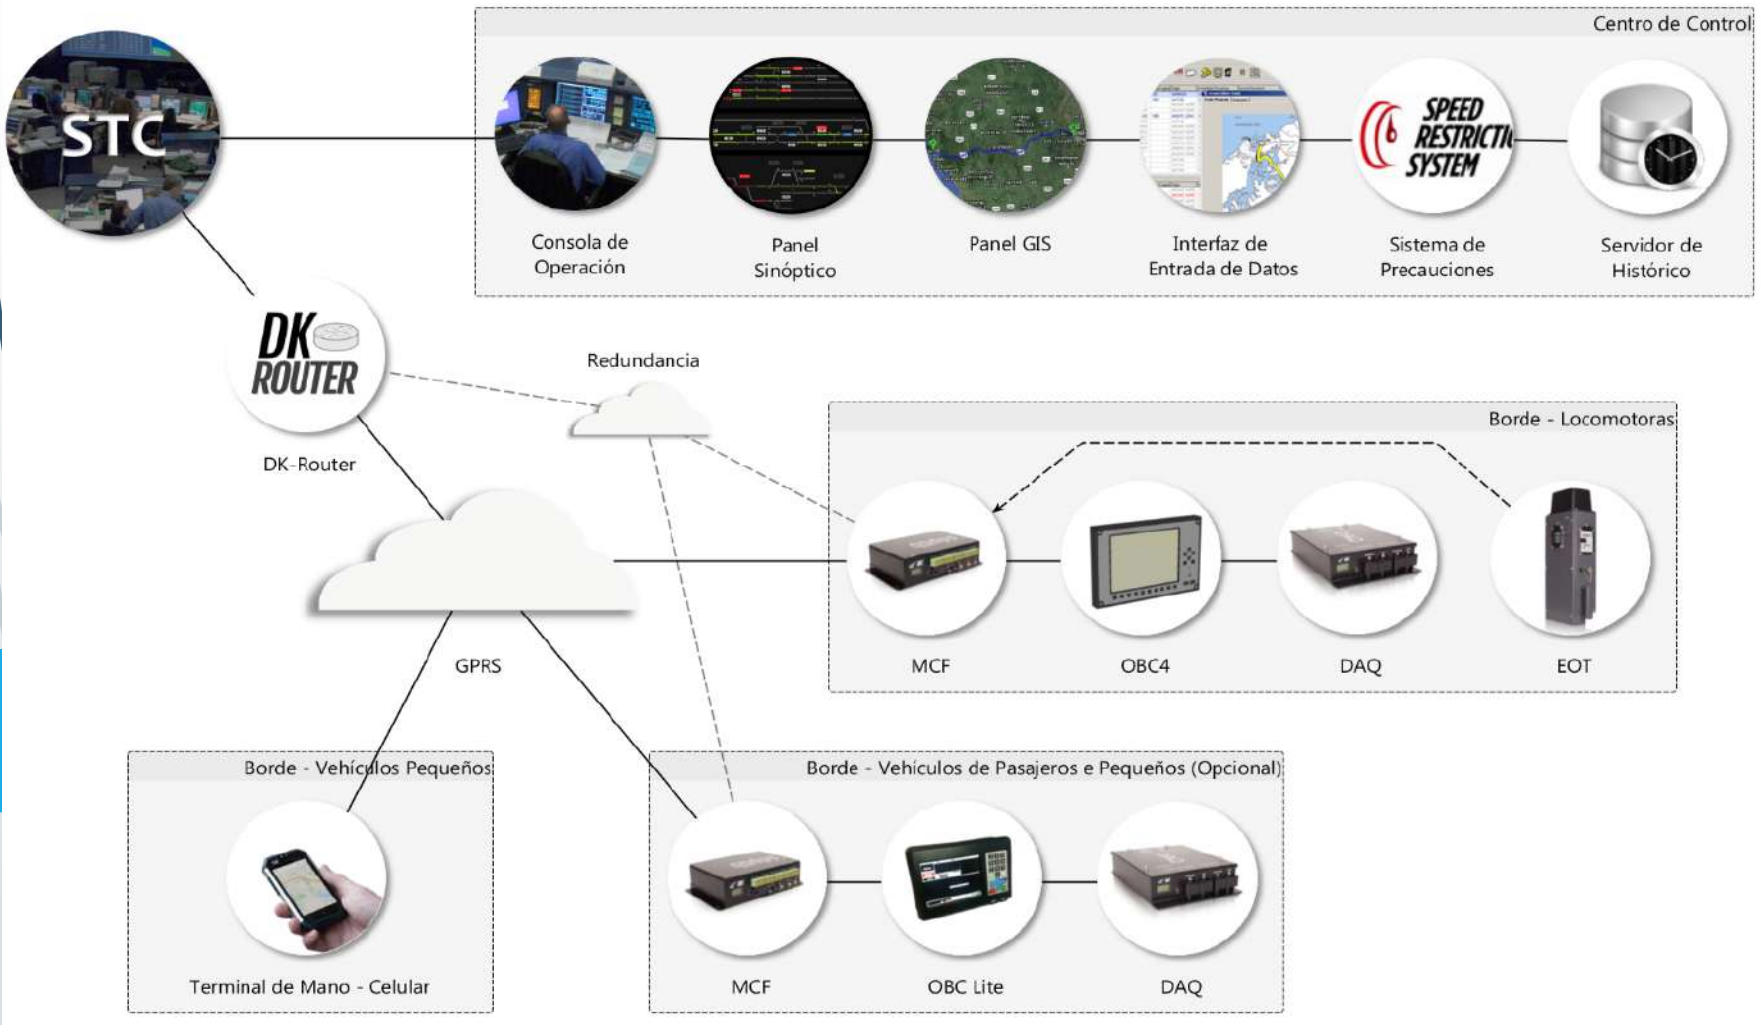 Centro de Control
STC
SPEED
RESTRICTI
SYSTEM
Consola de
Operación
Panel
Sinóptico
Panel GIS
Interfaz de
Entrada de Datos
Sistema de
Precauciones
Servidor de
Histórico
DK
ROUTER
DK-Router
Redundancia
Borde - Locomotoras
MCF
OBC4
DAQ
EOT
GPRS
Borde - Vehículos Pequeños
Terminal de Mano - Celular
Borde - Vehículos de Pasajeros e Pequeños (Opcional)
MCF
OBC Lite
DAQ